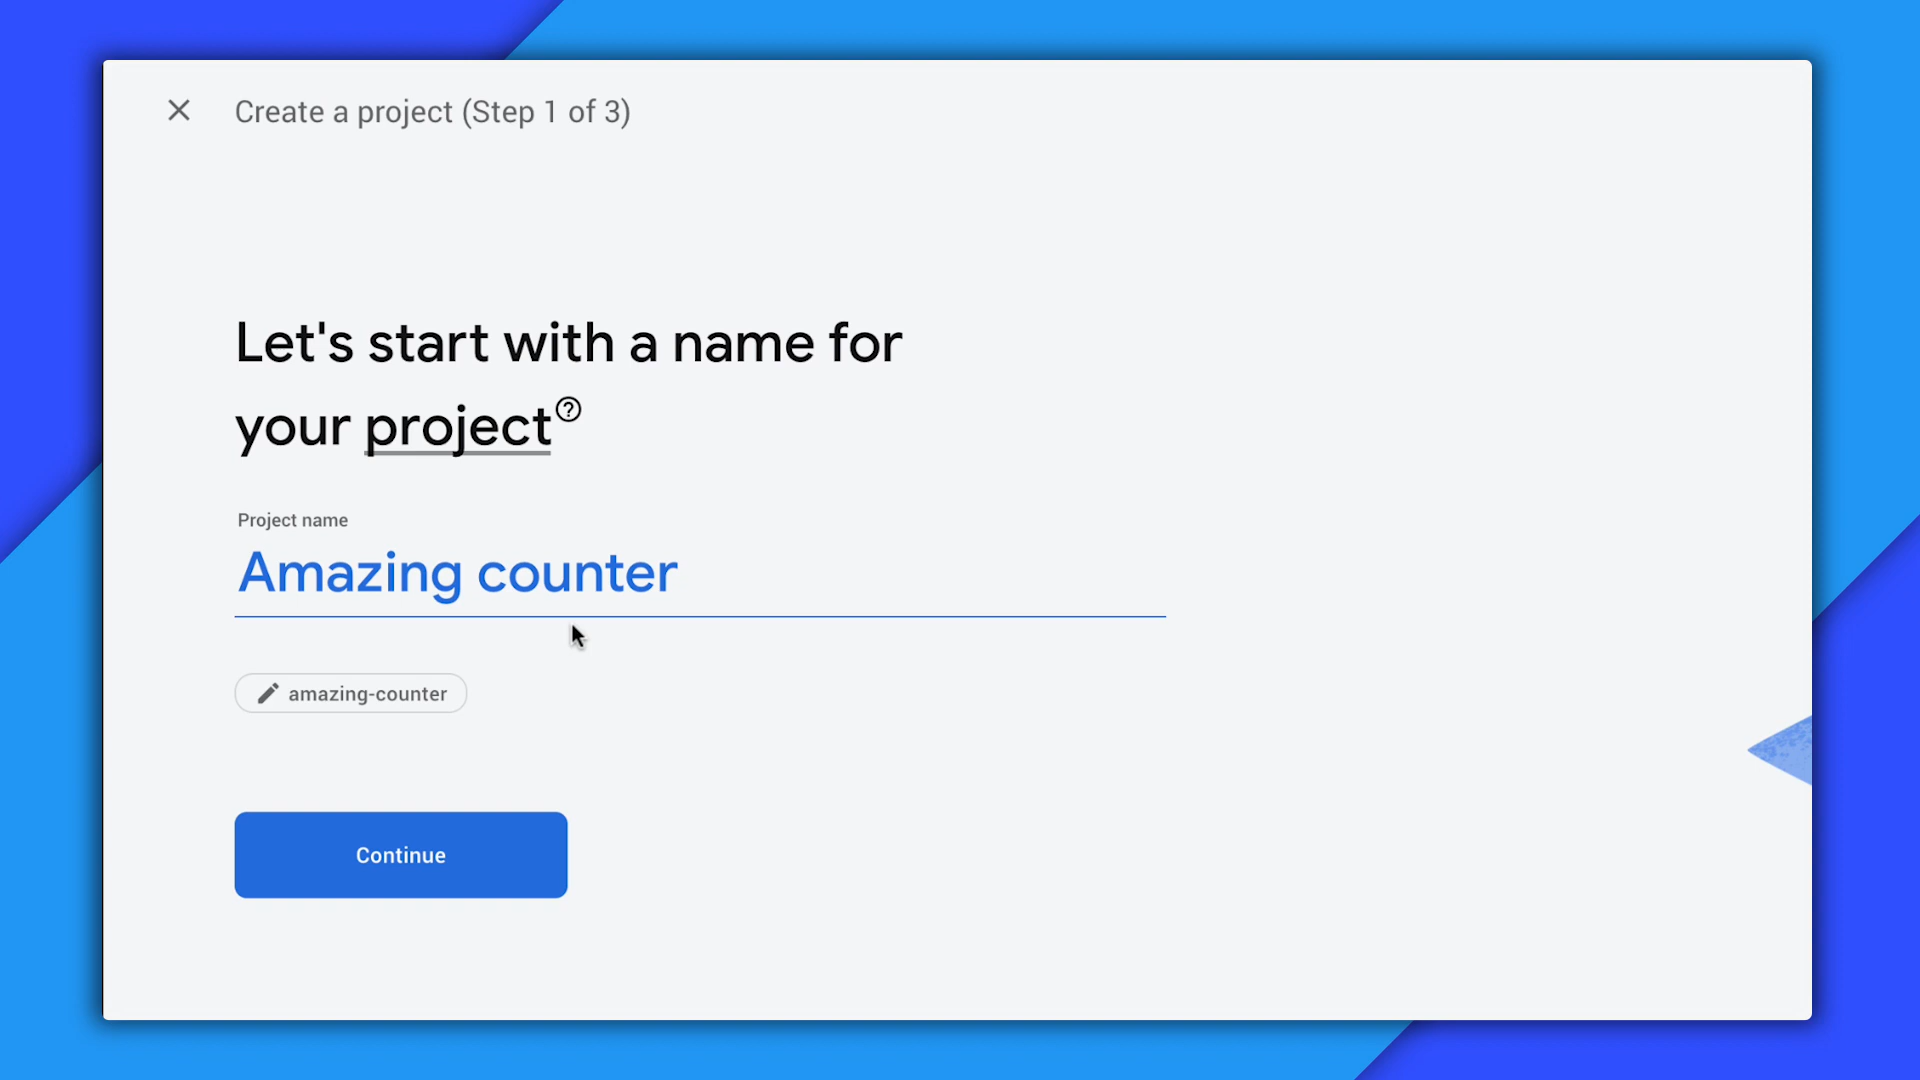 Create a project (Step 1 of 3)
Let's start with a name for
your project
Project name
Amazing counter
amazing-counter
Continue